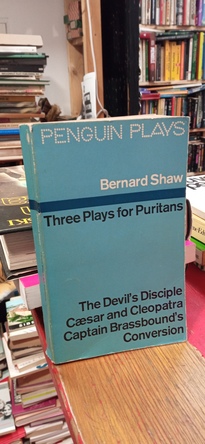 PENGUIN PLAYS
Bernard Shaw
Three Plays for Puritans
The Devil's Disciple
Cæsar and Cleopatra
Captain Brassbound's
Conversion